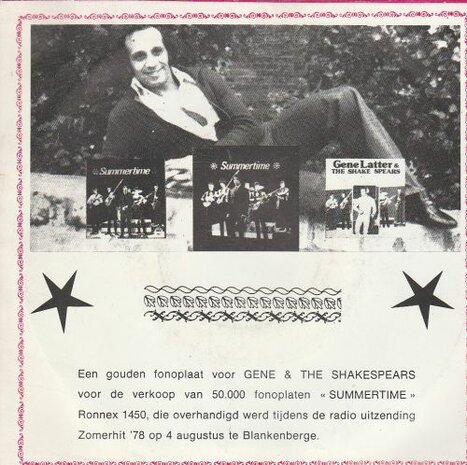 Summertime
Summertime
Gene Latter &
THE SHAKE SPEARS
Een gouden fonoplaat voor GENE & THE SHAKESPEARS
voor de verkoop van 50.000 fonoplaten « SUMMERTIME »
Ronnex 1450, die overhandigd werd tijdens de radio uitzending
Zomerhit '78 op 4 augustus te Blankenberge.